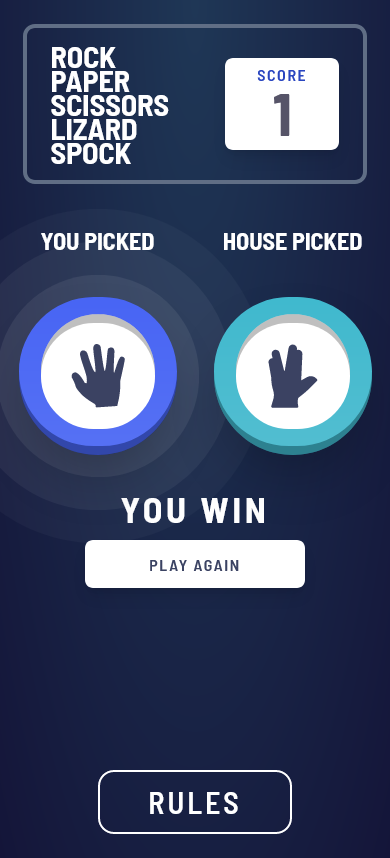 ROCK
PAPER
SCISSORS
LIZARD
SPOCK
SCORE
1
YOU PICKED
HOUSE PICKED
YOU WIN
PLAY AGAIN
RULES